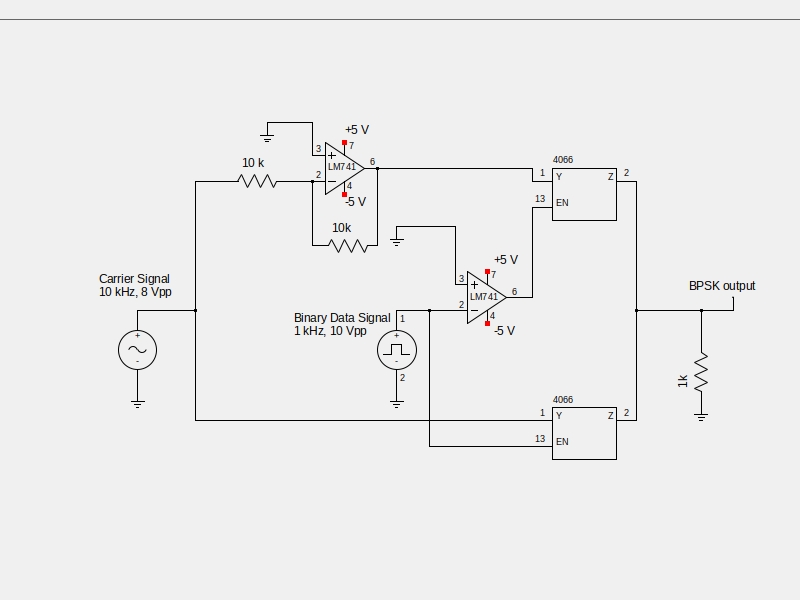 +5 V
3
7
10 k
LM741
6
2
4
-5 V
10k
4066
1
Y
Z
2
13
EN
+5 V
3
7
LM741
6
2
4
-5 V
Carrier Signal
10 kHz, 8 Vpp
+
-
Binary Data Signal
1 kHz, 10 Vpp
1
+
-
2
BPSK output
1k
4066
1
Y
Z
2
13
EN